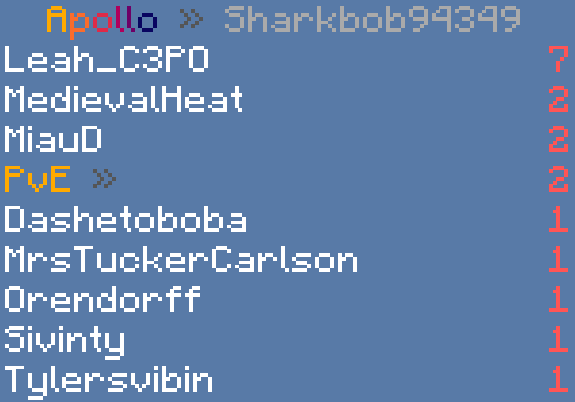 Apollo » Sharkbob94349
Leah_C3PO 7
MedievalHeat 2
MiauD 2
PvE » 2
Dashetoboba 1
MrsTuckerCarlson 1
Orendorff 1
Sivinty 1
Tylersvibin 1